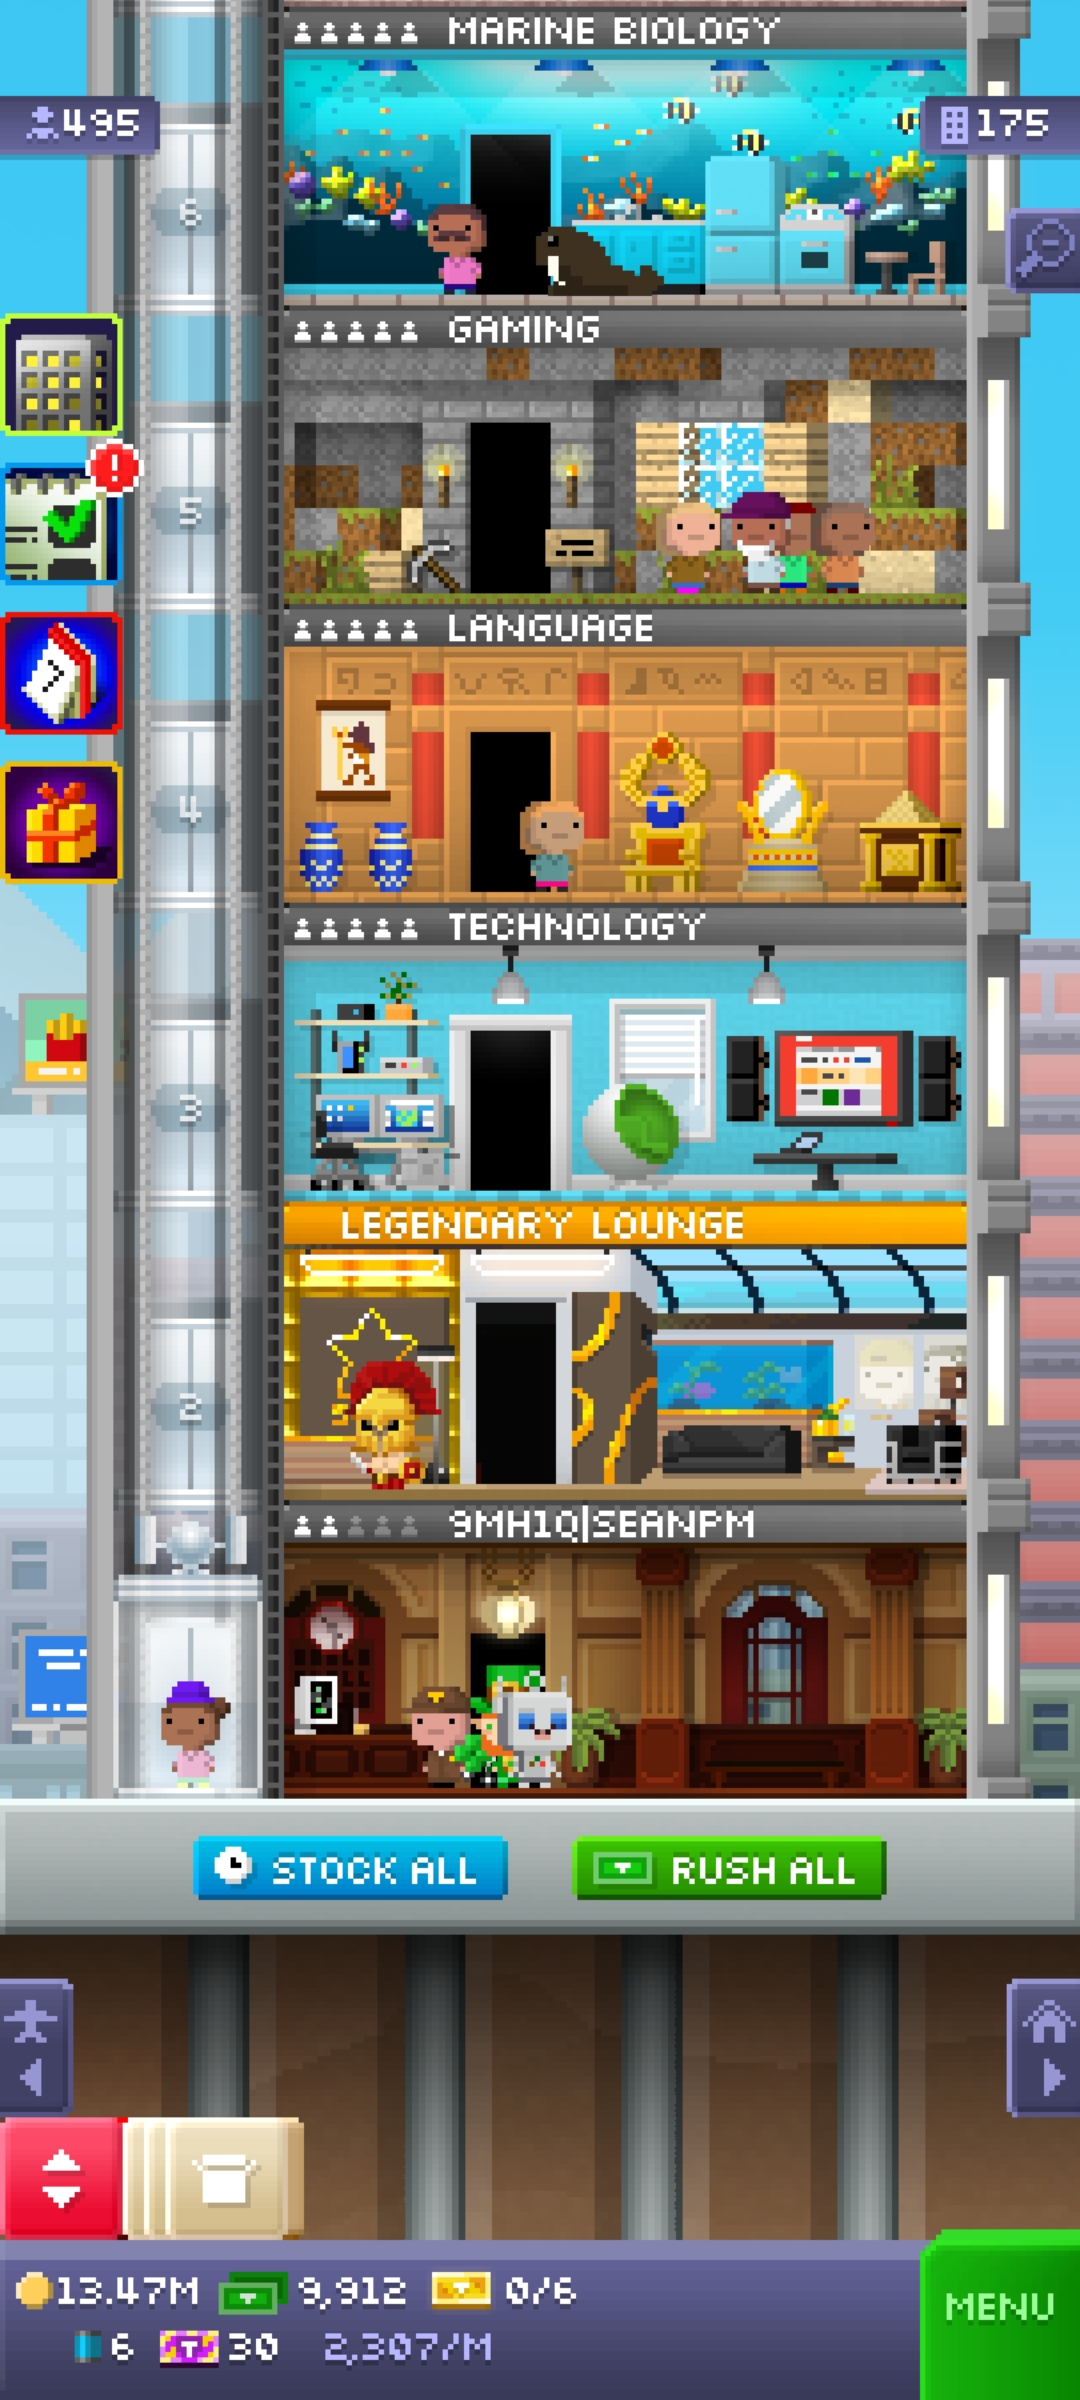 MARINE BIOLOGY
495
175
6
GAMING
5
LANGUAGE
4
TECHNOLOGY
3
LEGENDARY LOUNGE
2
9MH1Q|SEANPM
STOCK ALL
RUSH ALL
13.47M 9,912 0/6
6 30 2,307/M
MENU